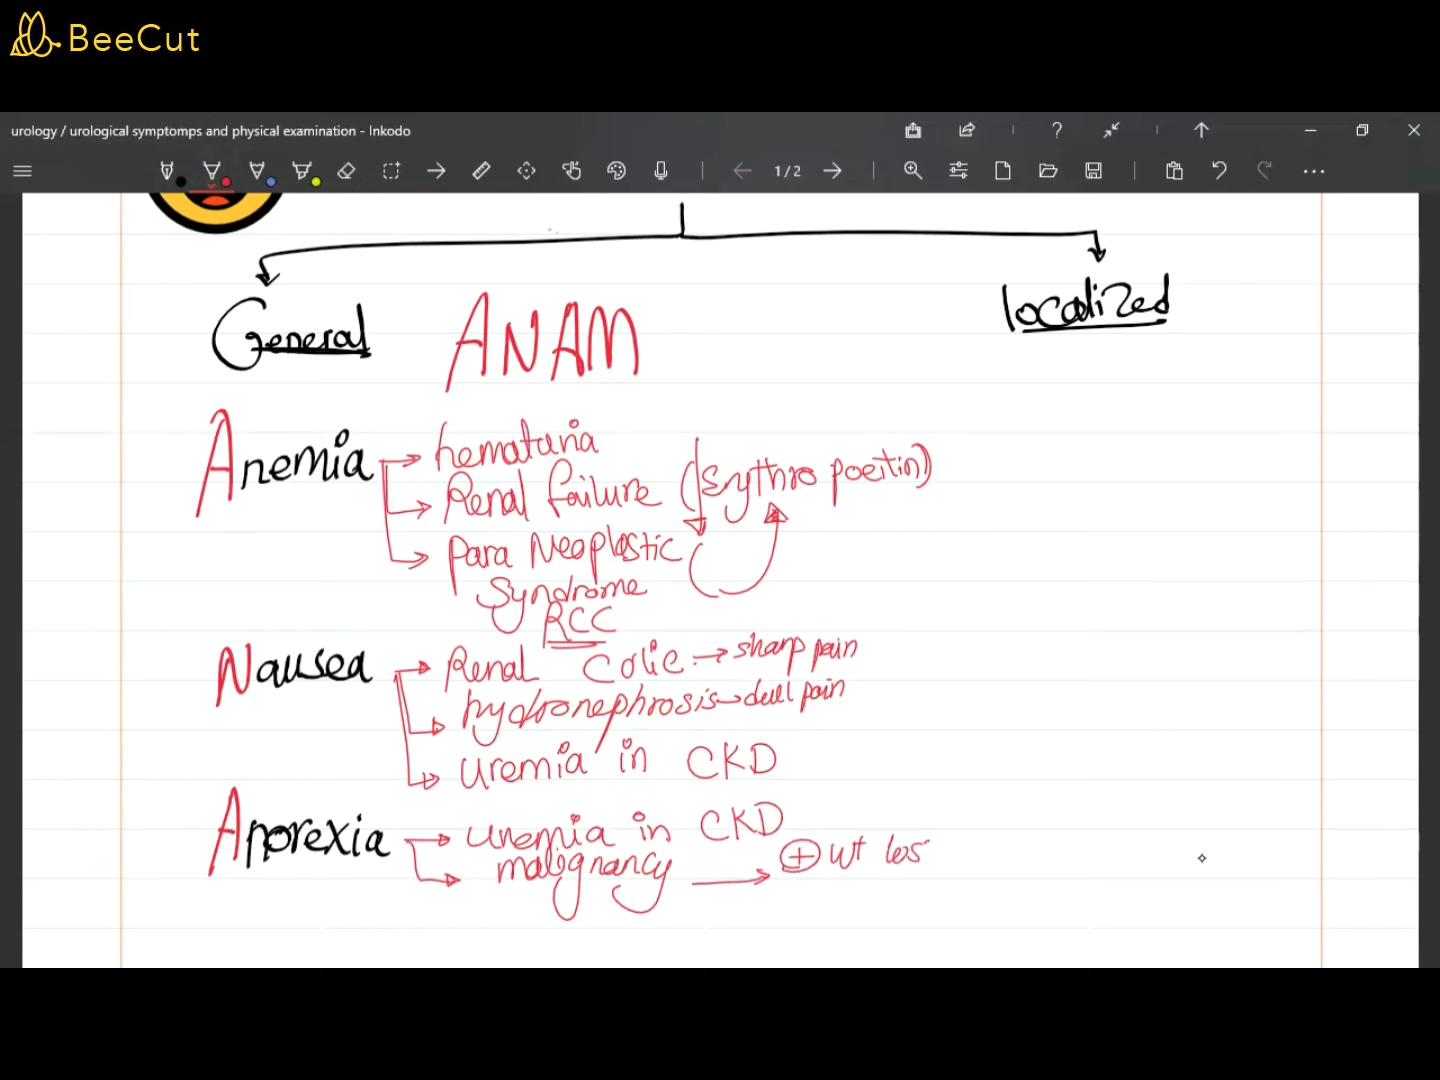 BeeCut
urology / urological symptomps and physical examination - Inkodo
1/2
General
ANAM
localized
Anemia
hematuria
Renal failure (↓ Erythropoeitin)
para Neoplastic
Syndrome
RCC
Nausea
Renal Colic → sharp pain
hydronephrosis → dull pain
uremia in CKD
Anorexia
uremia in CKD
malignancy → ⊕ wt los